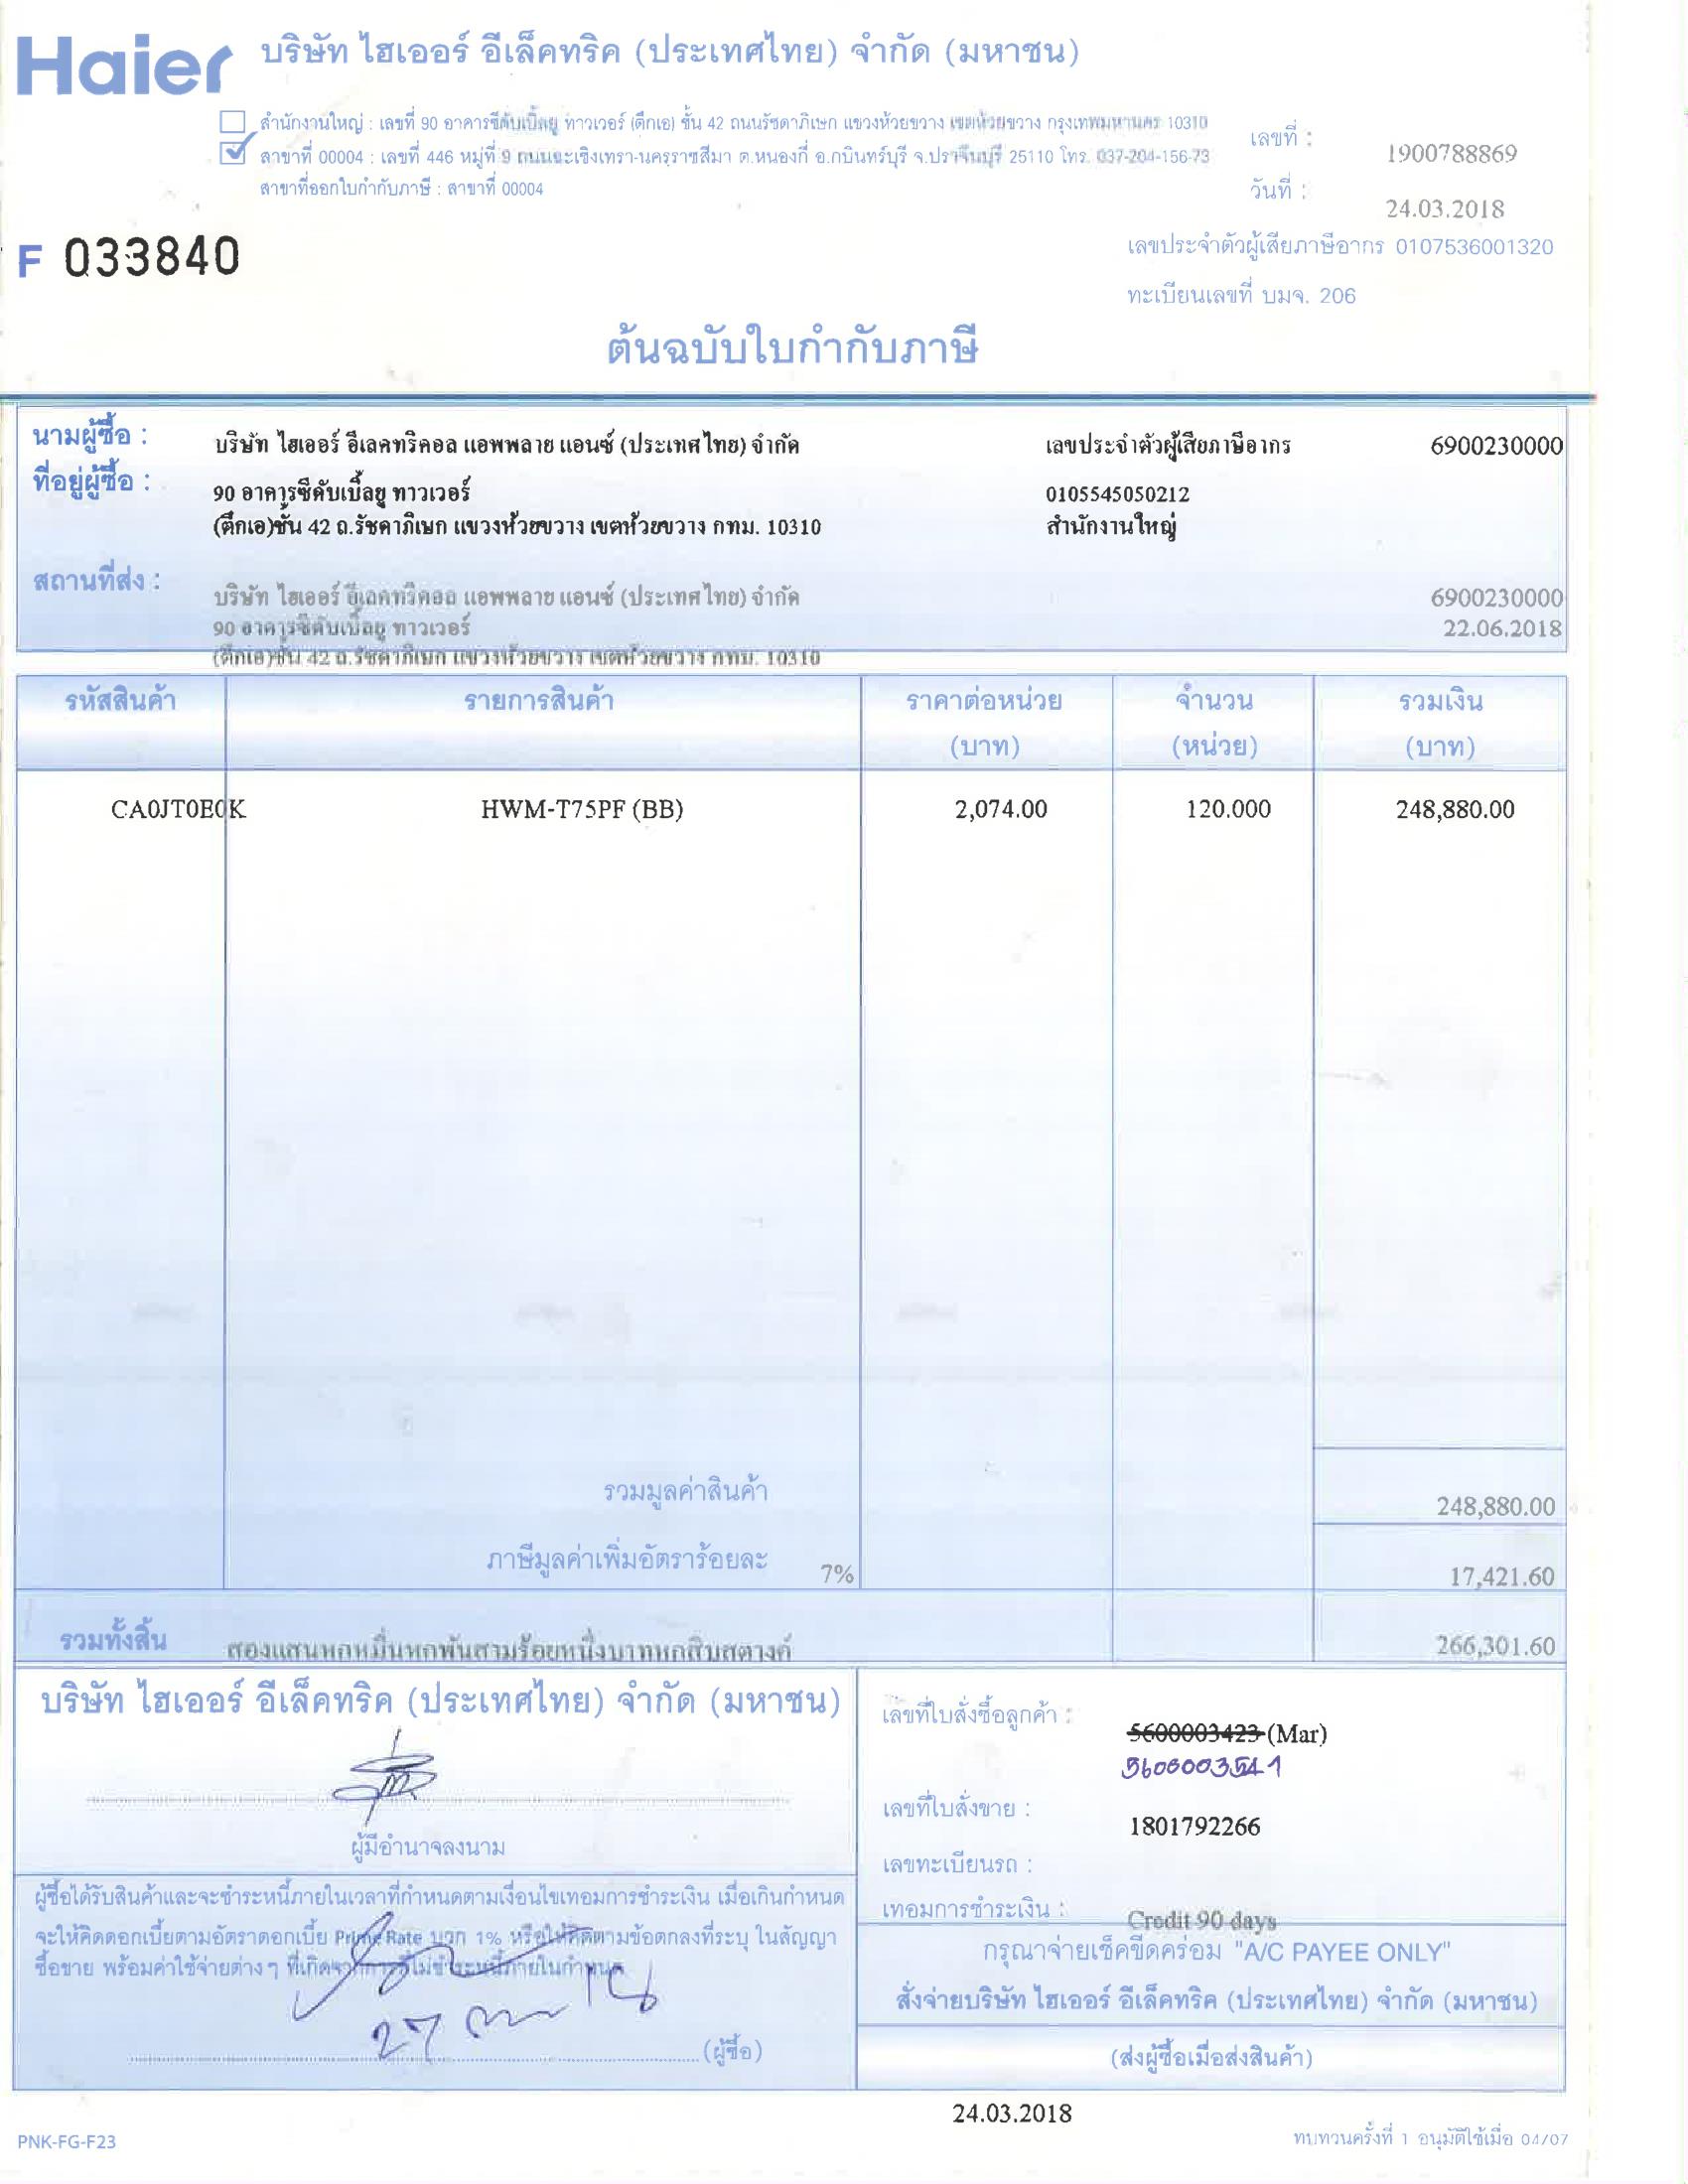 Haier บริษัท ไฮเออร์ อีเล็คทริค (ประเทศไทย) จำกัด (มหาชน)
สำนักงานใหญ่ : เลขที่ 90 อาคารซีดับเบิ้ลยู ทาวเวอร์ (ตึกเอ) ชั้น 42 ถนนรัชดาภิเษก แขวงห้วยขวาง เขตห้วยขวาง กรุงเทพมหานคร 10310
สาขาที่ 00004 : เลขที่ 446 หมู่ที่ 9 ถนนฉะเชิงเทรา-นครราชสีมา ต.หนองกี่ อ.กบินทร์บุรี จ.ปราจีนบุรี 25110 โทร. 037-204-156-73
สาขาที่ออกใบกำกับภาษี : สาขาที่ 00004
เลขที่ : 1900788869
วันที่ : 24.03.2018
เลขประจำตัวผู้เสียภาษีอากร 0107536001320
ทะเบียนเลขที่ บมจ. 206
F 033840
ต้นฉบับใบกำกับภาษี
นามผู้ซื้อ : บริษัท ไฮเออร์ อีเลคทริคอล แอพพลาย แอนซ์ (ประเทศไทย) จำกัด เลขประจำตัวผู้เสียภาษีอากร 6900230000
ที่อยู่ผู้ซื้อ : 90 อาคารซีดับเบิ้ลยู ทาวเวอร์ 0105545050212
(ตึกเอ)ชั้น 42 ถ.รัชดาภิเษก แขวงห้วยขวาง เขตห้วยขวาง กทม. 10310 สำนักงานใหญ่
สถานที่ส่ง : บริษัท ไฮเออร์ อีเลคทริคอล แอพพลาย แอนซ์ (ประเทศไทย) จำกัด 6900230000
90 อาคารซีดับเบิ้ลยู ทาวเวอร์ 22.06.2018
(ตึกเอ)ชั้น 42 ถ.รัชดาภิเษก แขวงห้วยขวาง เขตห้วยขวาง กทม. 10310
รหัสสินค้า รายการสินค้า ราคาต่อหน่วย จำนวน รวมเงิน
(บาท) (หน่วย) (บาท)
CA0JT0E0K HWM-T75PF (BB) 2,074.00 120.000 248,880.00
รวมมูลค่าสินค้า 248,880.00
ภาษีมูลค่าเพิ่มอัตราร้อยละ 7% 17,421.60
รวมทั้งสิ้น สองแสนหกหมื่นหกพันสามร้อยหนึ่งบาทหกสิบสตางค์ 266,301.60
บริษัท ไฮเออร์ อีเล็คทริค (ประเทศไทย) จำกัด (มหาชน)
ผู้มีอำนาจลงนาม
ผู้ซื้อได้รับสินค้าและจะชำระหนี้ภายในเวลาที่กำหนดตามเงื่อนไขเทอมการชำระเงิน เมื่อเกินกำหนด
จะให้คิดดอกเบี้ยตามอัตราดอกเบี้ย Prime Rate บวก 1% หรือให้คิดตามข้อตกลงที่ระบุ ในสัญญา
ซื้อขาย พร้อมค่าใช้จ่ายต่างๆ ที่เกิดจากการที่ไม่ชำระหนี้ภายในกำหนด
27
(ผู้ซื้อ)
เลขที่ใบสั่งซื้อลูกค้า : 5600003423 (Mar)
5600003541
เลขที่ใบสั่งขาย : 1801792266
เลขทะเบียนรถ :
เทอมการชำระเงิน : Credit 90 days
กรุณาจ่ายเช็คขีดคร่อม "A/C PAYEE ONLY"
สั่งจ่ายบริษัท ไฮเออร์ อีเล็คทริค (ประเทศไทย) จำกัด (มหาชน)
(ส่งผู้ซื้อเมื่อส่งสินค้า)
24.03.2018
PNK-FG-F23 ทบทวนครั้งที่ 1 อนุมัติใช้เมื่อ 04/07